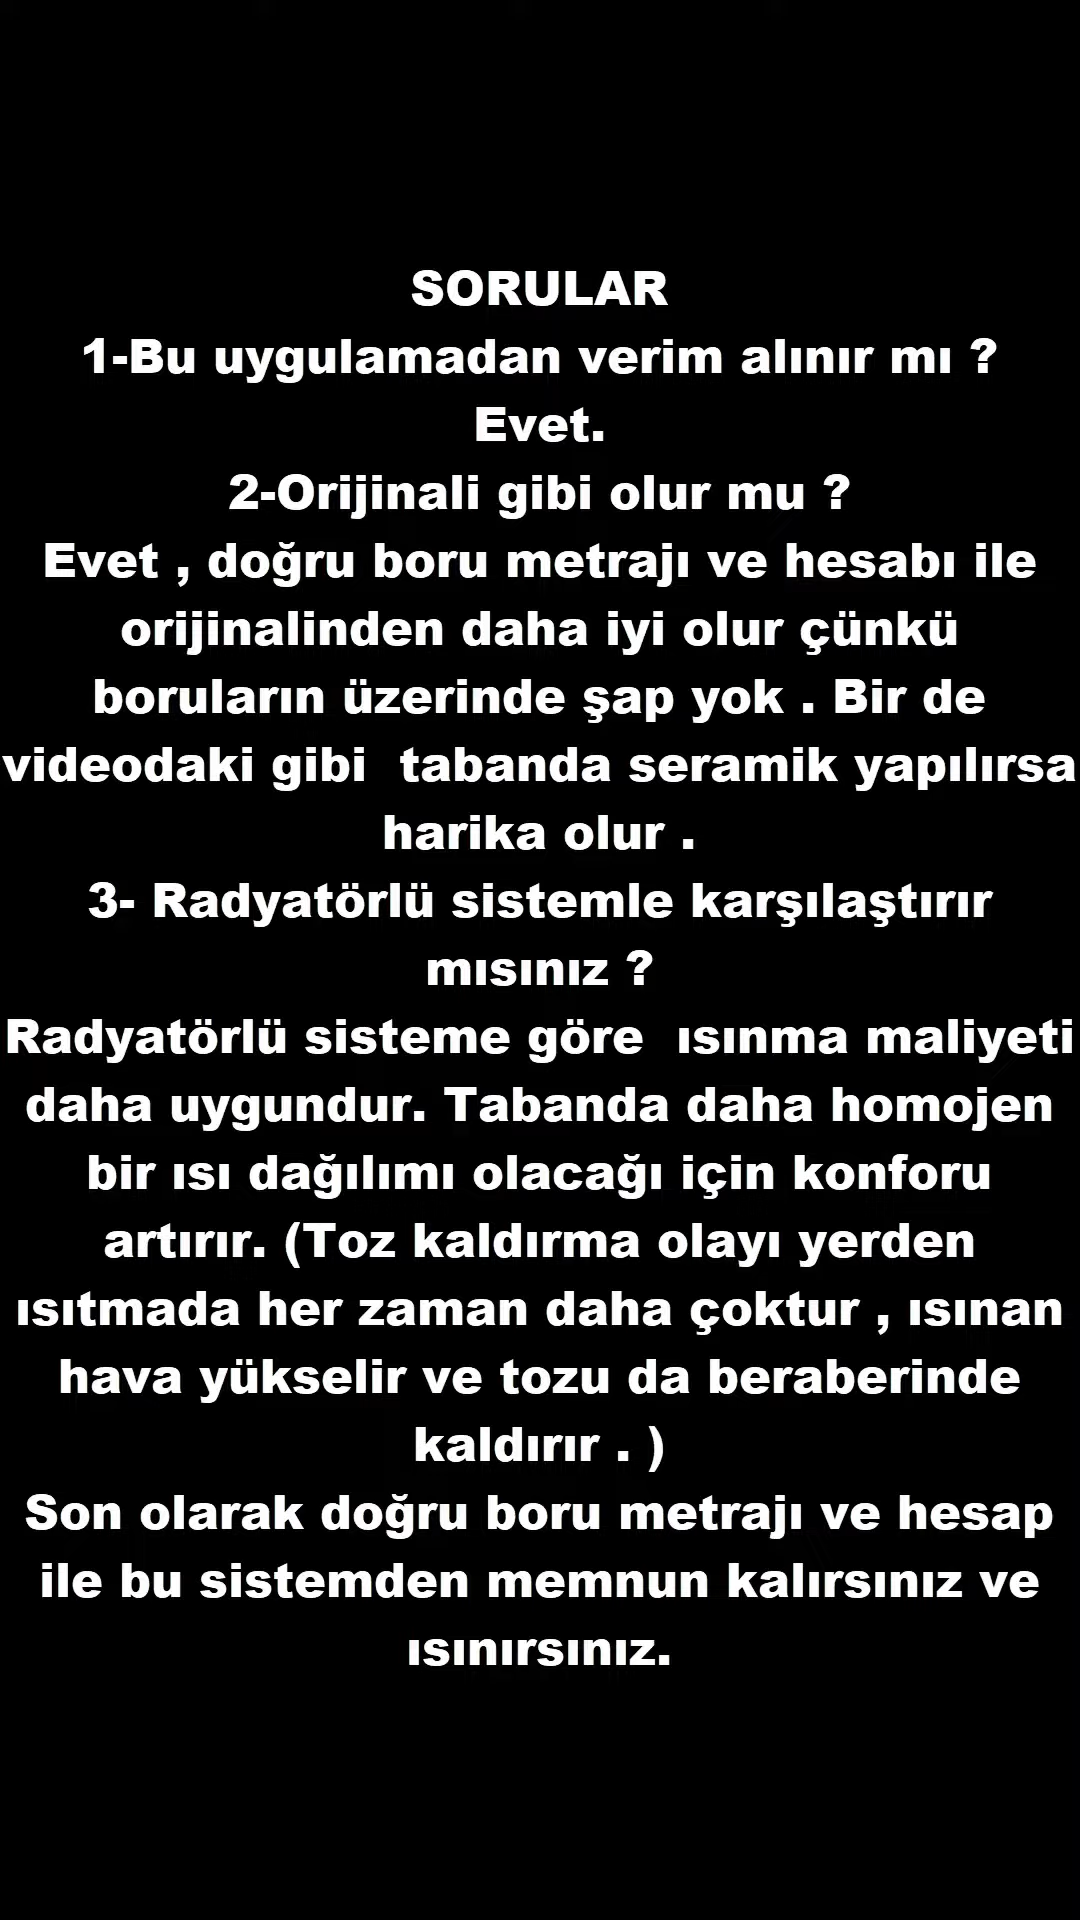 SORULAR
1-Bu uygulamadan verim alınır mı ?
Evet.
2-Orijinali gibi olur mu ?
Evet , doğru boru metrajı ve hesabı ile
orijinalinden daha iyi olur çünkü
boruların üzerinde şap yok . Bir de
videodaki gibi  tabanda seramik yapılırsa
harika olur .
3- Radyatörlü sistemle karşılaştırır
mısınız ?
Radyatörlü sisteme göre  ısınma maliyeti
daha uygundur. Tabanda daha homojen
bir ısı dağılımı olacağı için konforu
artırır. (Toz kaldırma olayı yerden
ısıtmada her zaman daha çoktur , ısınan
hava yükselir ve tozu da beraberinde
kaldırır . )
Son olarak doğru boru metrajı ve hesap
ile bu sistemden memnun kalırsınız ve
ısınırsınız.